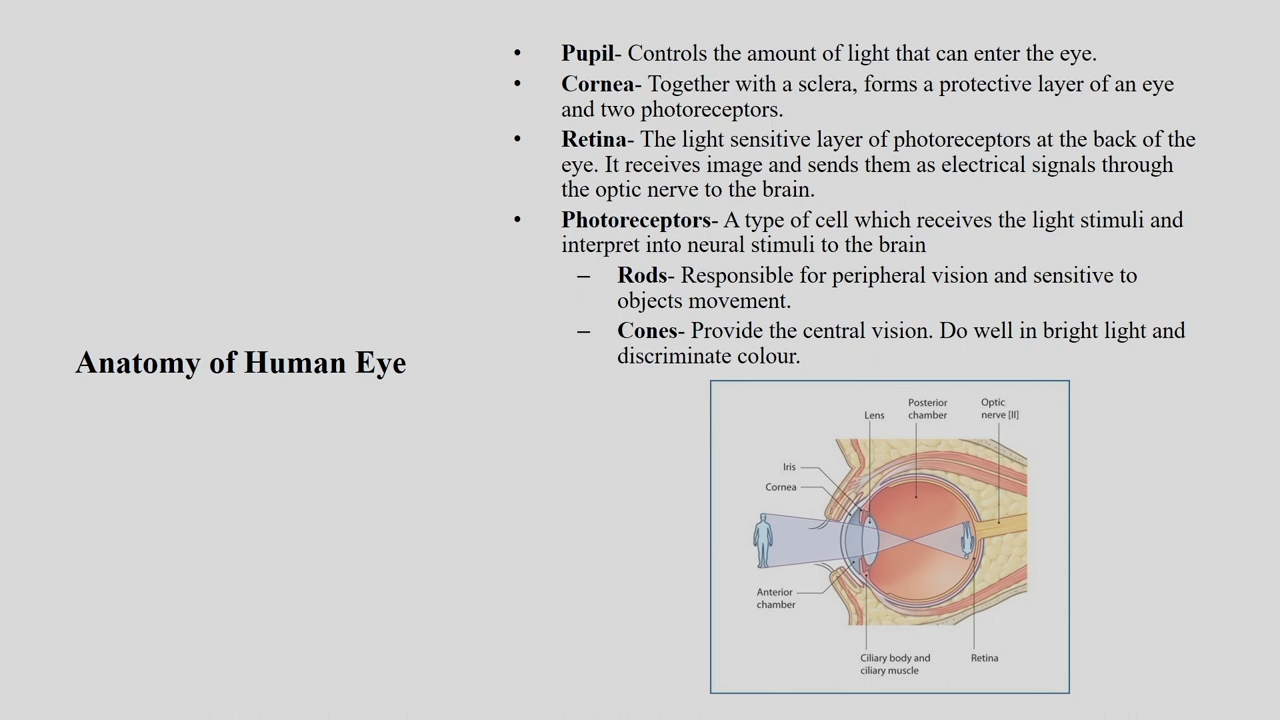 Anatomy of Human Eye
• Pupil- Controls the amount of light that can enter the eye.
• Cornea- Together with a sclera, forms a protective layer of an eye
and two photoreceptors.
• Retina- The light sensitive layer of photoreceptors at the back of the
eye. It receives image and sends them as electrical signals through
the optic nerve to the brain.
• Photoreceptors- A type of cell which receives the light stimuli and
interpret into neural stimuli to the brain
– Rods- Responsible for peripheral vision and sensitive to
objects movement.
– Cones- Provide the central vision. Do well in bright light and
discriminate colour.
Lens
Posterior
chamber
Optic
nerve [II]
Iris
Cornea
Anterior
chamber
Ciliary body and
ciliary muscle
Retina